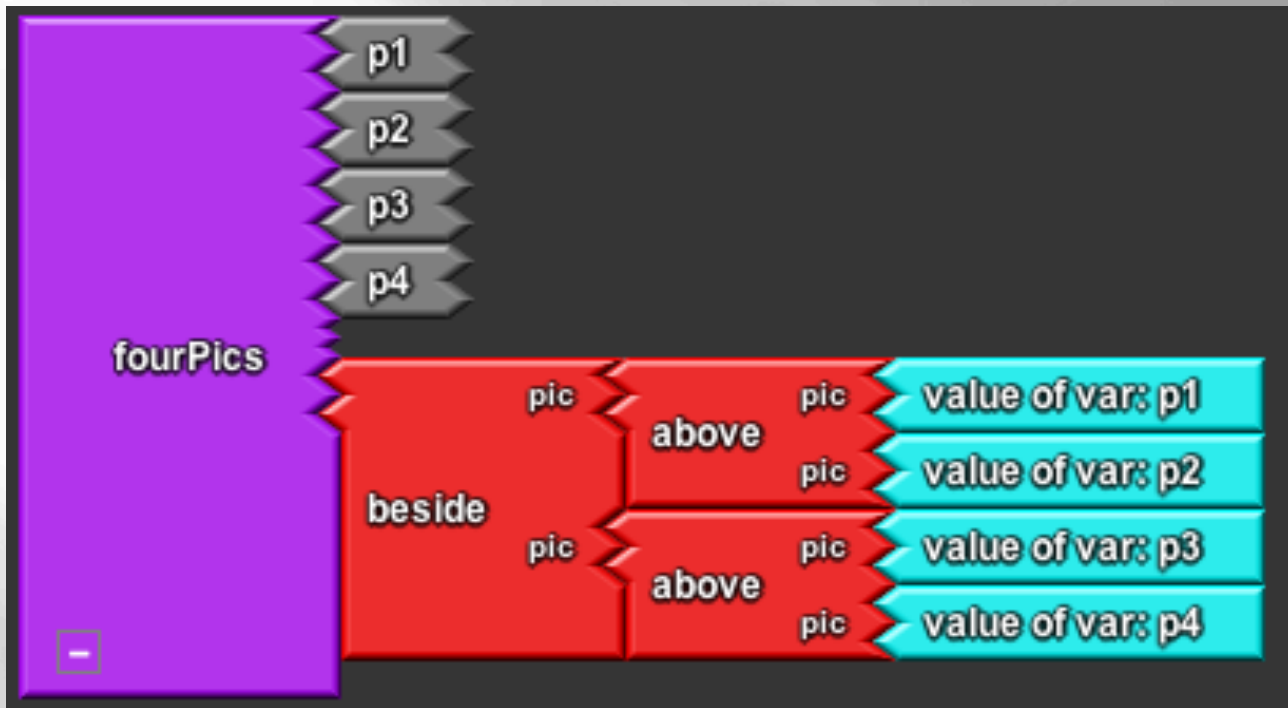 p1
p2
p3
p4
fourPics
beside
pic
pic
above
pic
pic
above
pic
pic
value of var: p1
value of var: p2
value of var: p3
value of var: p4